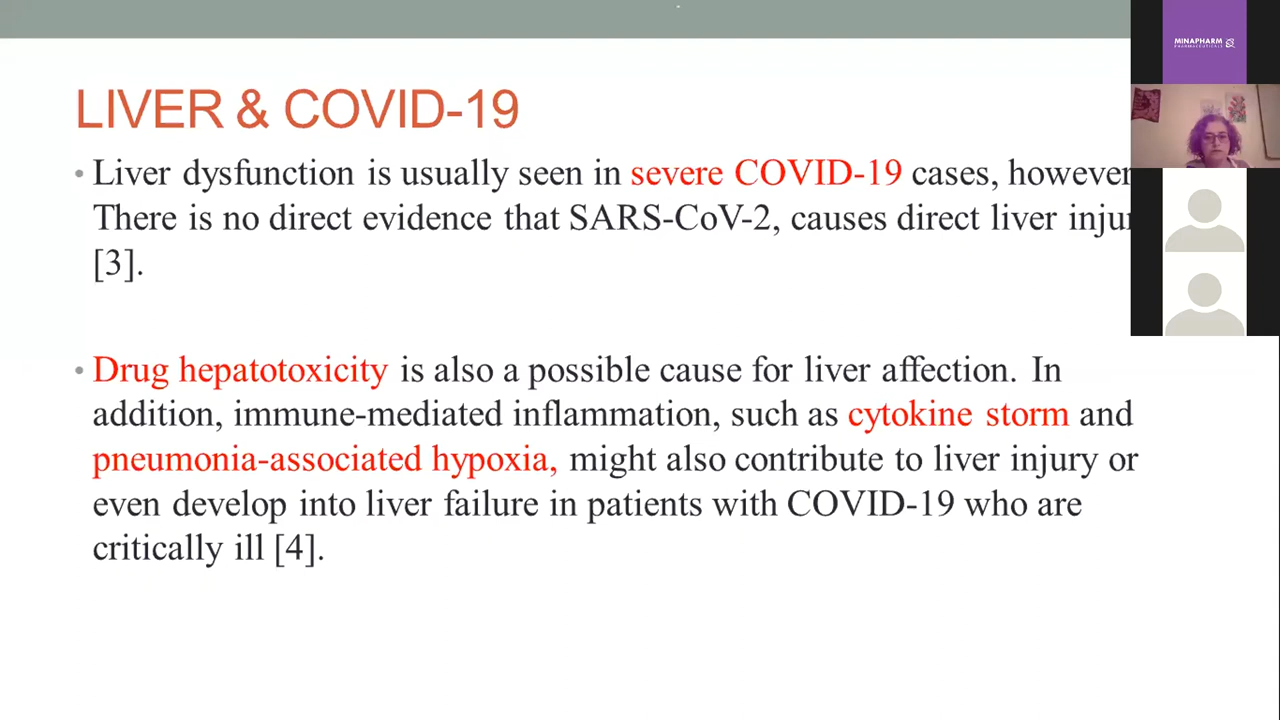 LIVER & COVID-19
• Liver dysfunction is usually seen in severe COVID-19 cases, however
There is no direct evidence that SARS-CoV-2, causes direct liver
[3].
• Drug hepatotoxicity is also a possible cause for liver affection. In
addition, immune-mediated inflammation, such as cytokine storm and
pneumonia-associated hypoxia, might also contribute to liver injury or
even develop into liver failure in patients with COVID-19 who are
critically ill [4].
MINAPHARM
PHARMACEUTICALS